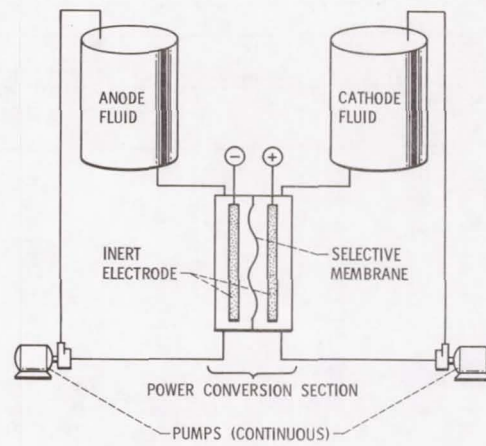 ANODE
FLUID
CATHODE
FLUID
−
+
INERT
ELECTRODE
SELECTIVE
MEMBRANE
POWER CONVERSION SECTION
PUMPS (CONTINUOUS)